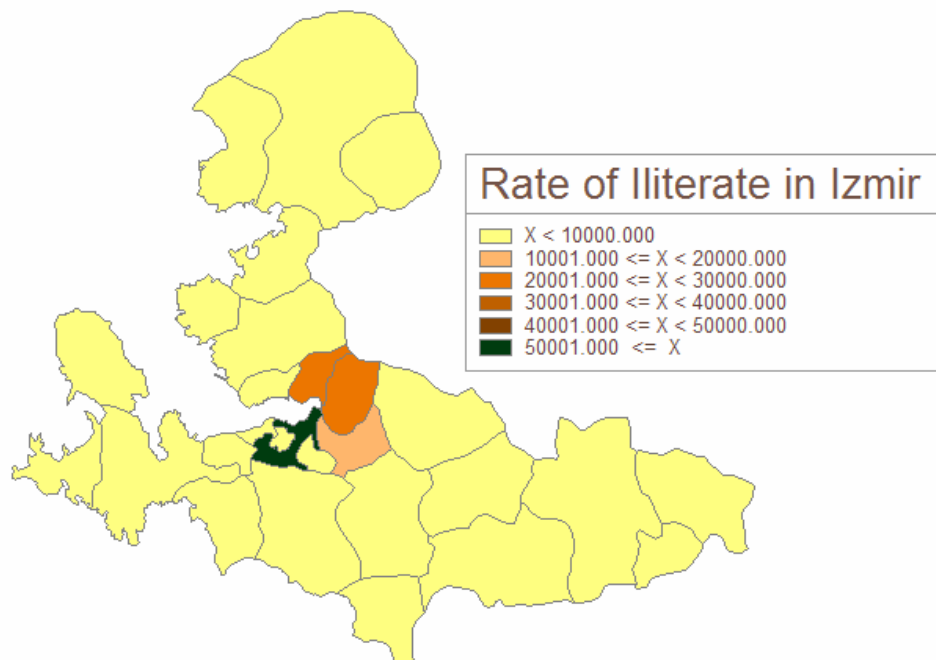 Rate of Iliterate in Izmir
X < 10000.000
10001.000 <= X < 20000.000
20001.000 <= X < 30000.000
30001.000 <= X < 40000.000
40001.000 <= X < 50000.000
50001.000 <= X